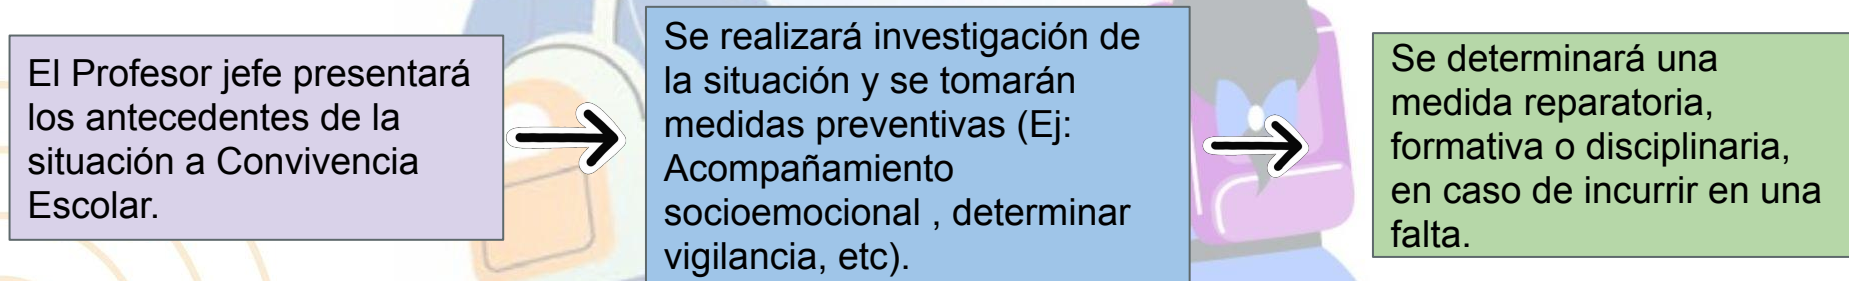 El Profesor jefe presentará
los antecedentes de la
situación a Convivencia
Escolar.
Se realizará investigación de
la situación y se tomarán
medidas preventivas (Ej:
Acompañamiento
socioemocional , determinar
vigilancia, etc).
Se determinará una
medida reparatoria,
formativa o disciplinaria,
en caso de incurrir en una
falta.